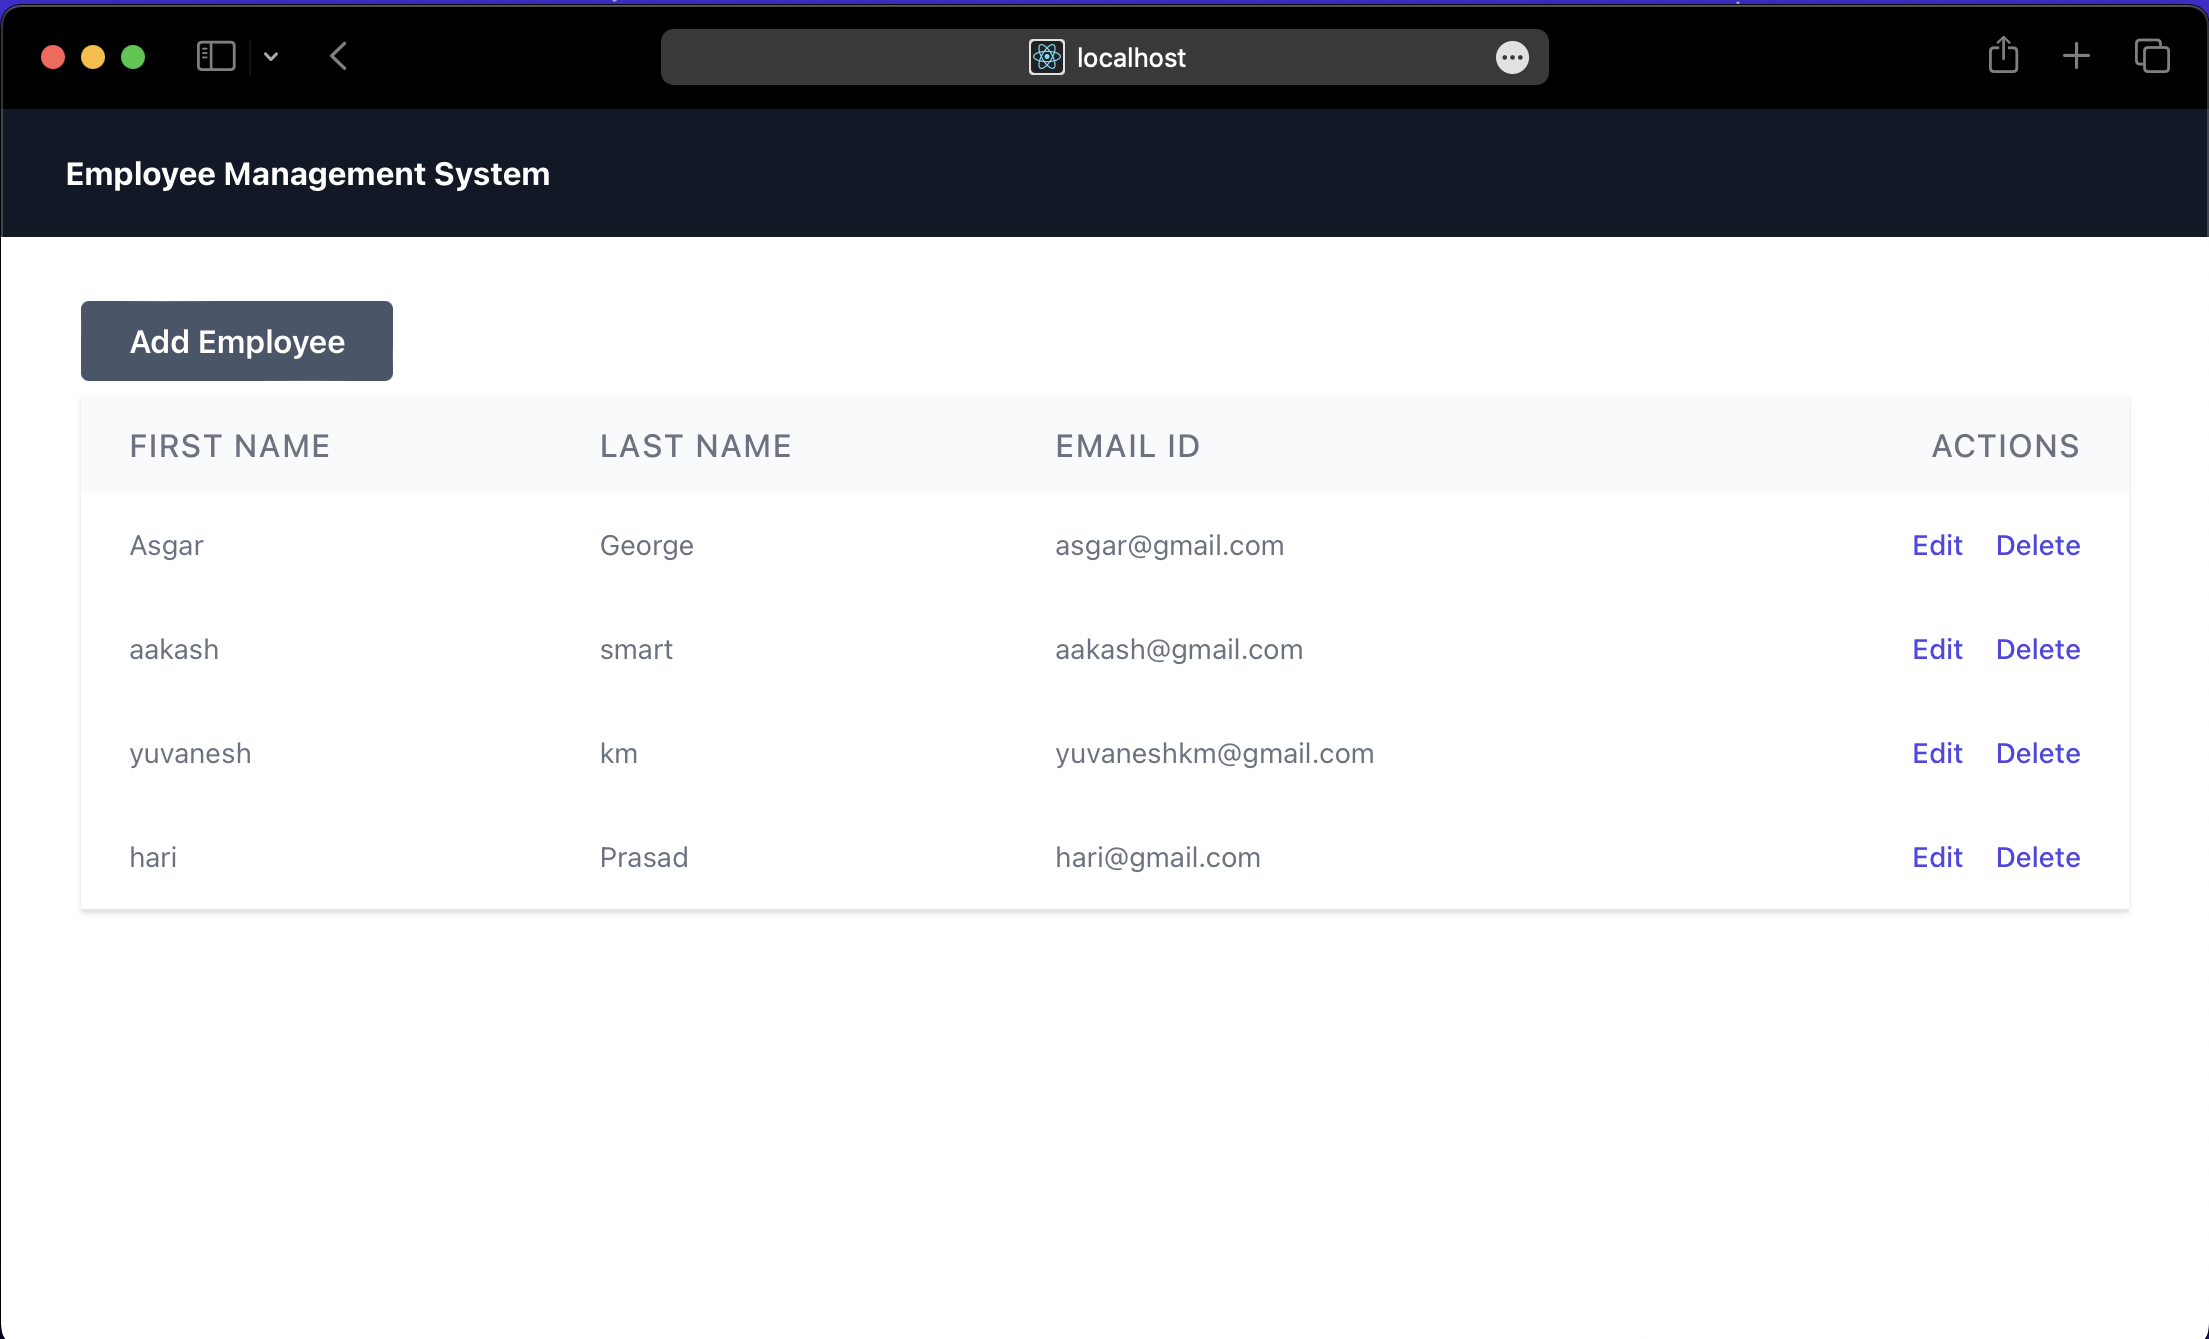 localhost
Employee Management System
Add Employee
FIRST NAME LAST NAME EMAIL ID ACTIONS
Asgar George asgar@gmail.com Edit Delete
aakash smart aakash@gmail.com Edit Delete
yuvanesh km yuvaneshkm@gmail.com Edit Delete
hari Prasad hari@gmail.com Edit Delete